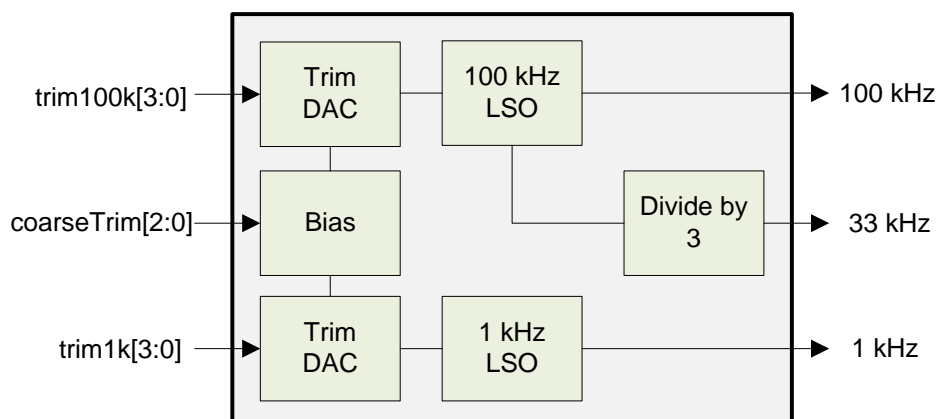 trim100k[3:0]
Trim
DAC
100 kHz
LSO
100 kHz
coarseTrim[2:0]
Bias
Divide by
3
33 kHz
trim1k[3:0]
Trim
DAC
1 kHz
LSO
1 kHz